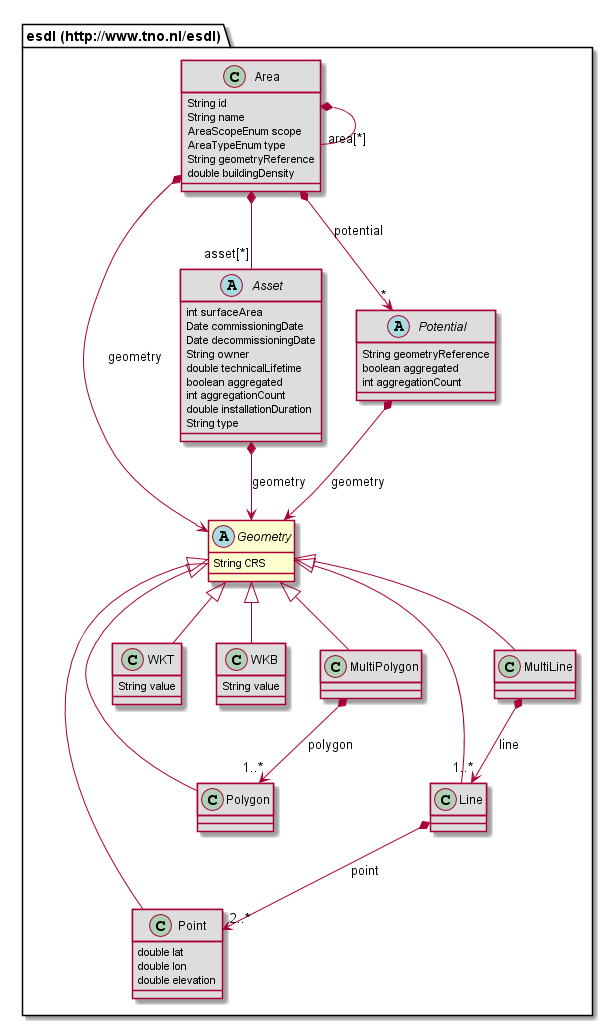 esdl (http://www.tno.nl/esdl)
C Area
String id
String name
AreaScopeEnum scope
AreaTypeEnum type
String geometryReference
double buildingDensity
area[*]
potential
asset[*]
*
A Asset
int surfaceArea
Date commissioningDate
Date decommissioningDate
String owner
double technicalLifetime
boolean aggregated
int aggregationCount
double installationDuration
String type
A Potential
String geometryReference
boolean aggregated
int aggregationCount
geometry
geometry
geometry
A Geometry
String CRS
C WKT
String value
C WKB
String value
C MultiPolygon
C MultiLine
polygon
line
1..*
1..*
C Polygon
C Line
point
2..*
C Point
double lat
double lon
double elevation